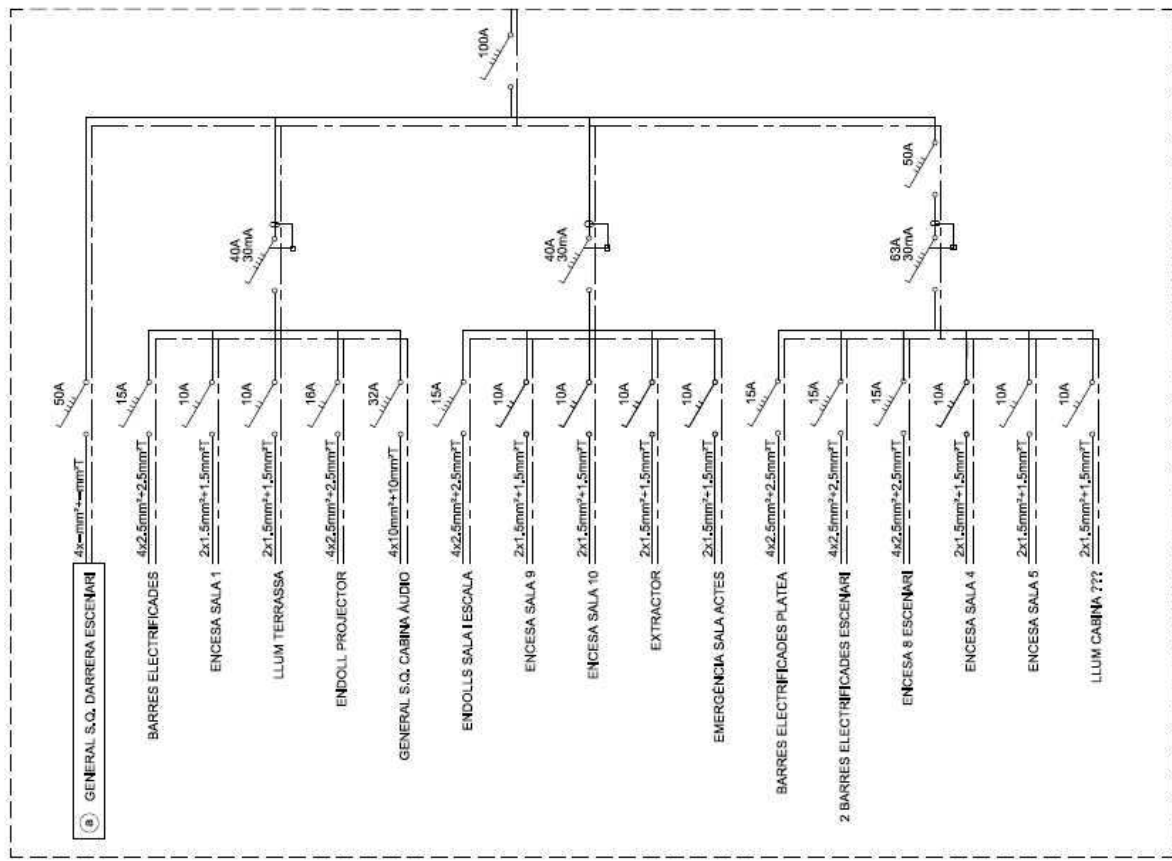 100A
50A
40A
30mA
40A
30mA
63A
30mA
50A
15A
10A
10A
16A
32A
15A
10A
10A
10A
10A
15A
15A
15A
10A
10A
10A
4x--mm²+--mm²T
4x2.5mm²+2.5mm²T
2x1.5mm²+1.5mm²T
2x1.5mm²+1.5mm²T
4x2.5mm²+2.5mm²T
4x10mm²+10mm²T
4x2.5mm²+2.5mm²T
2x1.5mm²+1.5mm²T
2x1.5mm²+1.5mm²T
2x1.5mm²+1.5mm²T
2x1.5mm²+1.5mm²T
4x2.5mm²+2.5mm²T
4x2.5mm²+2.5mm²T
4x2.5mm²+2.5mm²T
2x1.5mm²+1.5mm²T
2x1.5mm²+1.5mm²T
2x1.5mm²+1.5mm²T
a GENERAL S.Q. DARRERA ESCENARI
BARRES ELECTRIFICADES
ENCESA SALA 1
LLUM TERRASSA
ENDOLL PROJECTOR
GENERAL S.Q. CABINA ÀUDIO
ENDOLLS SALA I ESCALA
ENCESA SALA 9
ENCESA SALA 10
EXTRACTOR
EMERGÈNCIA SALA ACTES
BARRES ELECTRIFICADES PLATEA
2 BARRES ELECTRIFICADES ESCENARI
ENCESA 8 ESCENARI
ENCESA SALA 4
ENCESA SALA 5
LLUM CABINA ???